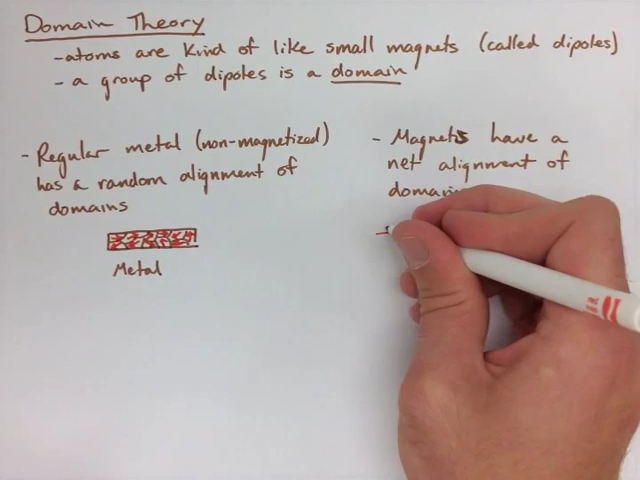 Domain Theory
- atoms are kind of like small magnets (called dipoles)
- a group of dipoles is a domain
- Regular metal (non-magnetized)
has a random alignment of
domains
Metal
- Magnets have a
net alignment of